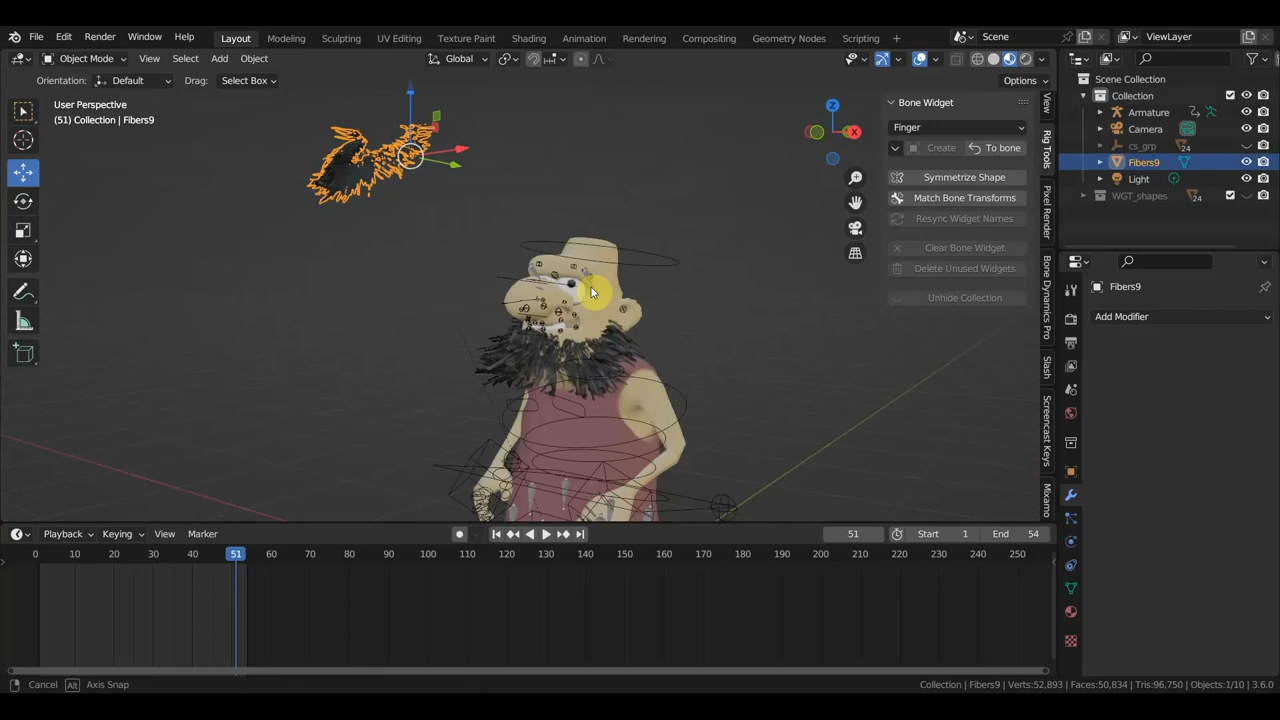 File Edit Render Window Help Layout Modeling Sculpting UV Editing Texture Paint Shading Animation Rendering Compositing Geometry Nodes Scripting + Scene ViewLayer
Object Mode View Select Add Object Global Options
Orientation: Default Drag: Select Box
User Perspective
(51) Collection | Fibers9
Z
X
Bone Widget
Finger
Create To bone
Symmetrize Shape
Match Bone Transforms
Resync Widget Names
Clear Bone Widget
Delete Unused Widgets
Unhide Collection
View
Rig Tools
Pixel Render
Bone Dynamics Pro
Slash
Screencast Keys
Mixamo
Scene Collection
Collection
Armature
Camera
cs_grp 24
Fibers9
Light
WGT_shapes 24
Fibers9
Add Modifier
Playback Keying View Marker 51 Start 1 End 54
0 10 20 30 40 51 60 70 80 90 100 110 120 130 140 150 160 170 180 190 200 210 220 230 240 250
Cancel Alt Axis Snap Collection | Fibers9 | Verts:52,893 | Faces:50,834 | Tris:96,750 | Objects:1/10 | 3.6.0